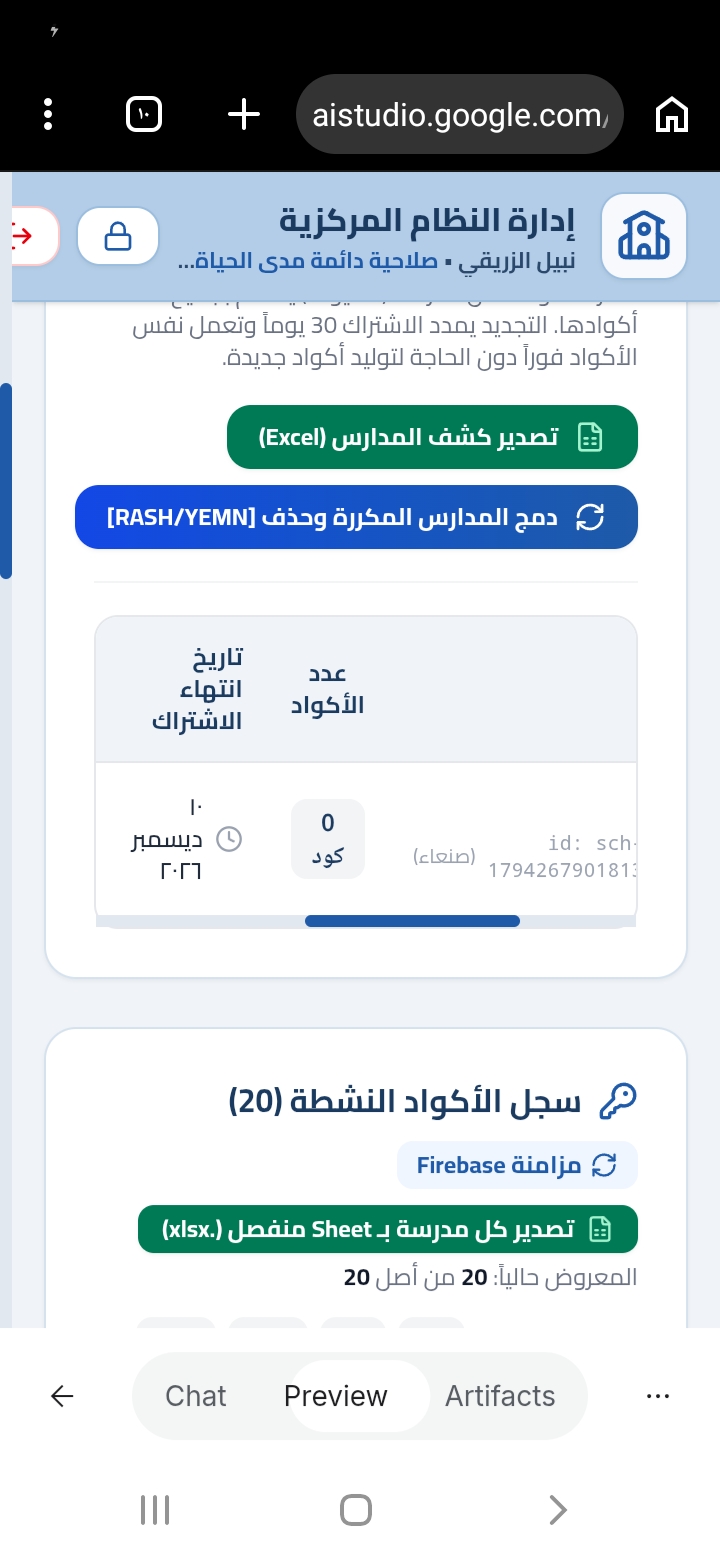 aistudio.google.com/
١٠
إدارة النظام المركزية
نبيل الزريقي • صلاحية دائمة مدى الحياة...
أكوادها. التجديد يمدد الاشتراك 30 يوماً وتعمل نفس
الأكواد فوراً دون الحاجة لتوليد أكواد جديدة.
تصدير كشف المدارس (Excel)
دمج المدارس المكررة وحذف [RASH/YEMN]
عدد
الأكواد
تاريخ
انتهاء
الاشتراك
id: sch-
179426790181
(صنعاء)
0
كود
١٠
ديسمبر
٢٠٢٦
سجل الأكواد النشطة (20)
مزامنة Firebase
تصدير كل مدرسة بـ Sheet منفصل (.xlsx)
المعروض حالياً: 20 من أصل 20
Chat
Preview
Artifacts